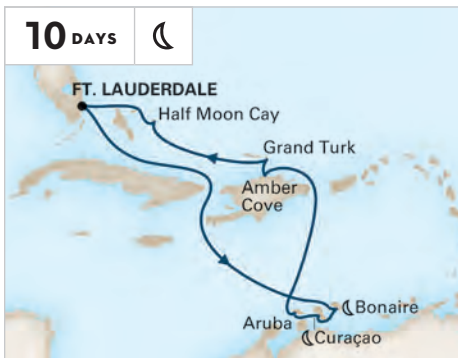 10 DAYS
FT. LAUDERDALE
Half Moon Cay
Grand Turk
Amber
Cove
Bonaire
Aruba
Curaçao